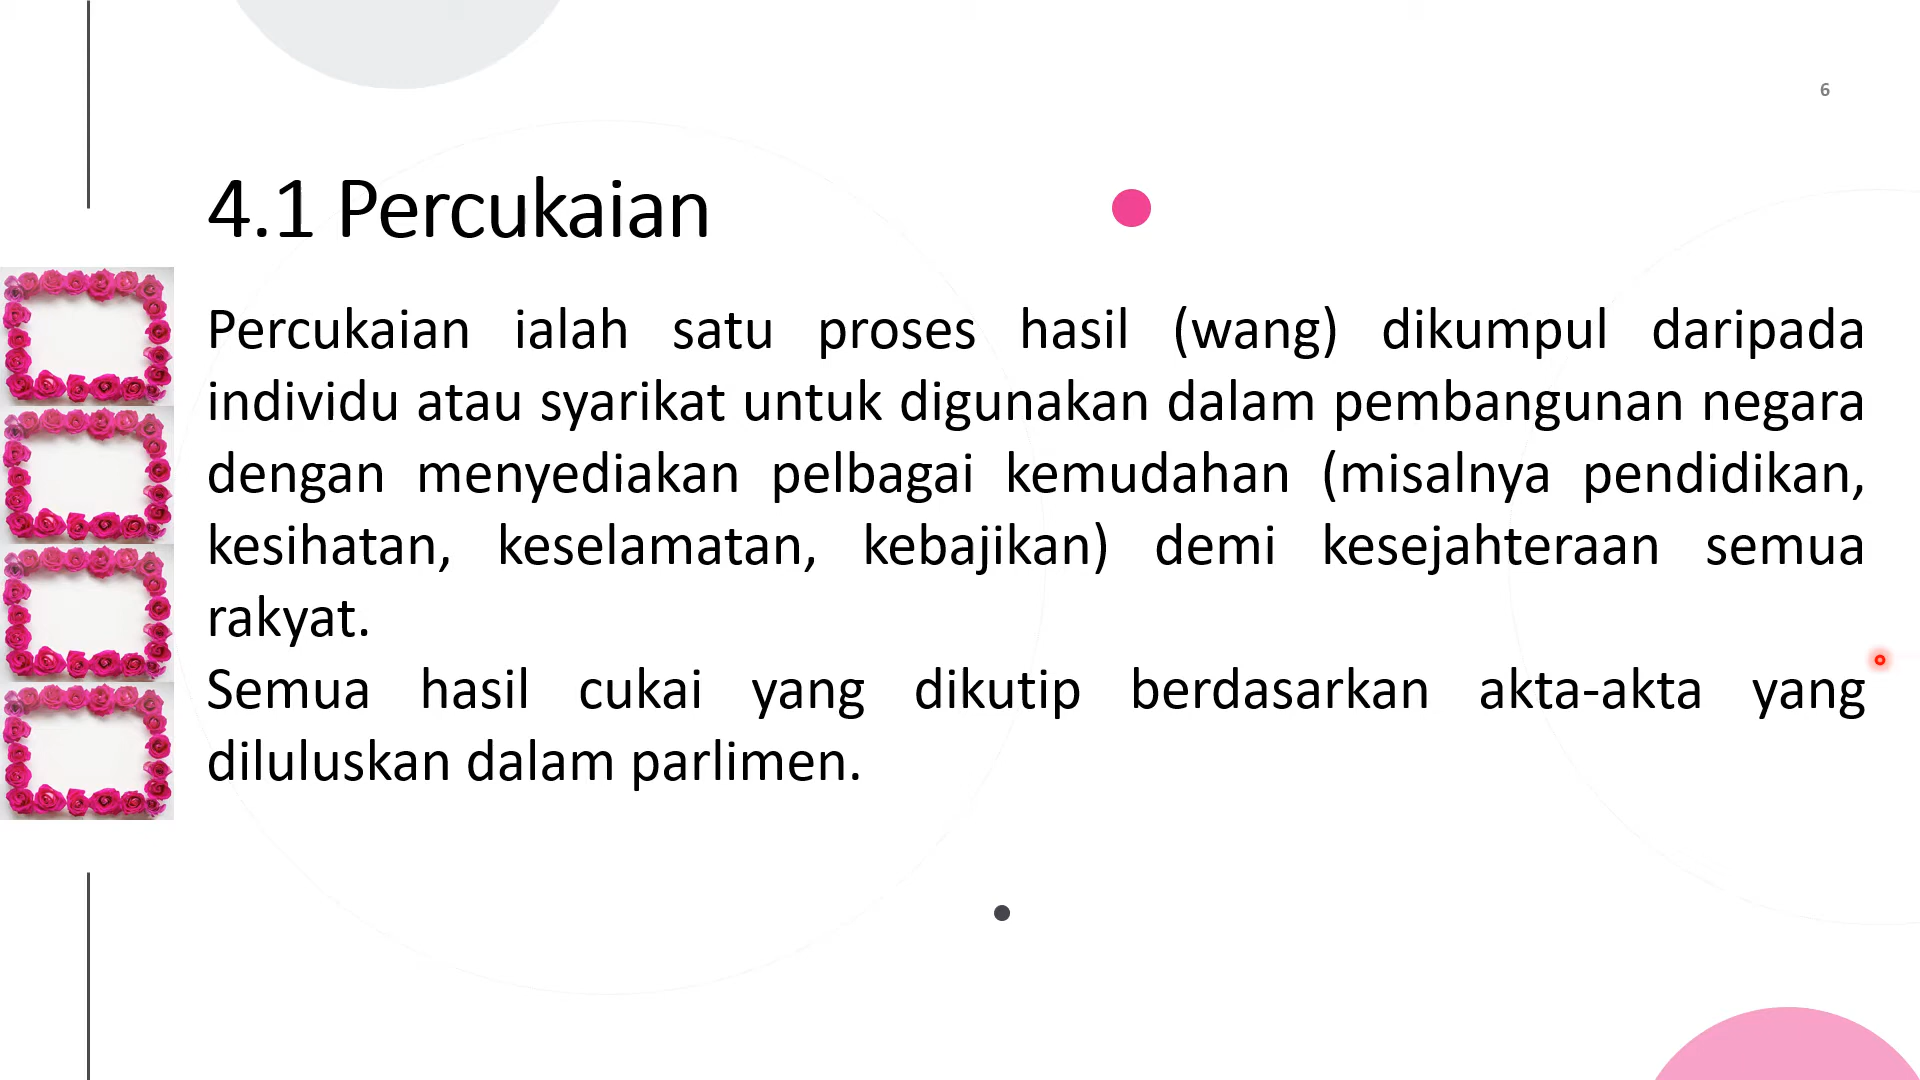 6
4.1 Percukaian
Percukaian ialah satu proses hasil (wang) dikumpul daripada
individu atau syarikat untuk digunakan dalam pembangunan negara
dengan menyediakan pelbagai kemudahan (misalnya pendidikan,
kesihatan, keselamatan, kebajikan) demi kesejahteraan semua
rakyat.
Semua hasil cukai yang dikutip berdasarkan akta-akta yang
diluluskan dalam parlimen.